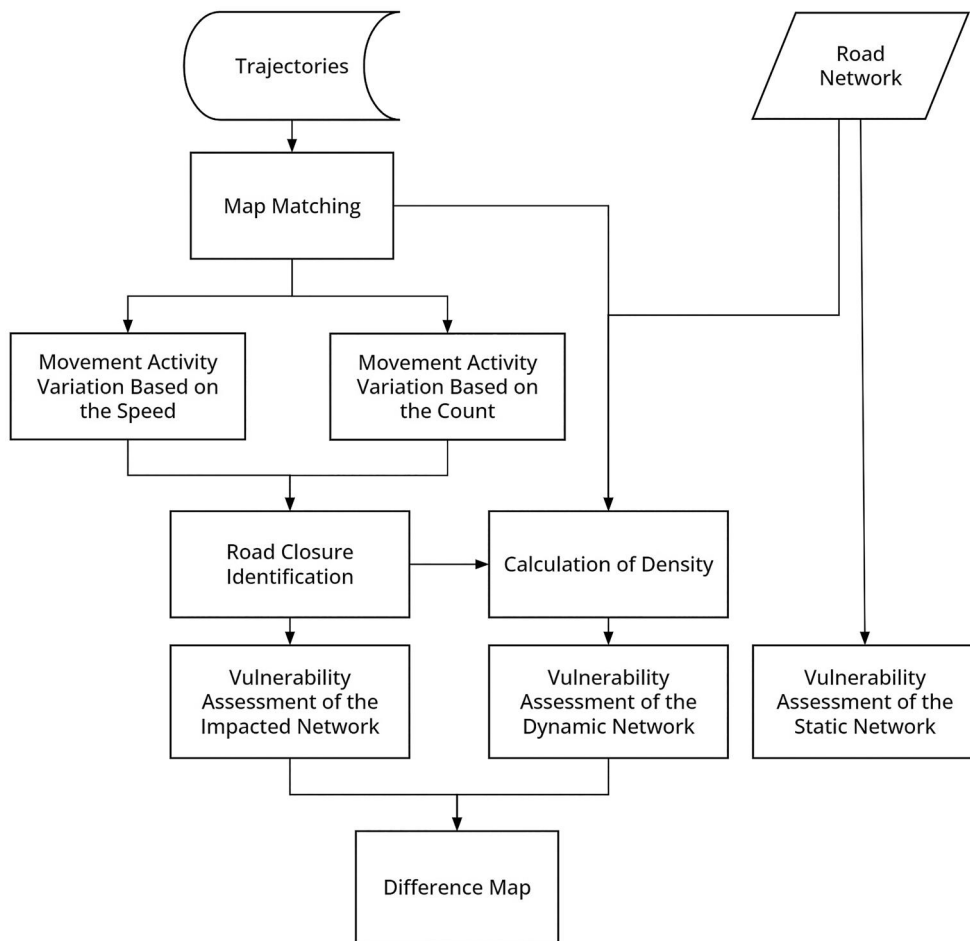 Trajectories
Road
Network
Map Matching
Movement Activity
Variation Based on
the Speed
Movement Activity
Variation Based on
the Count
Road Closure
Identification
Calculation of Density
Vulnerability
Assessment of the
Impacted Network
Vulnerability
Assessment of the
Dynamic Network
Vulnerability
Assessment of the
Static Network
Difference Map